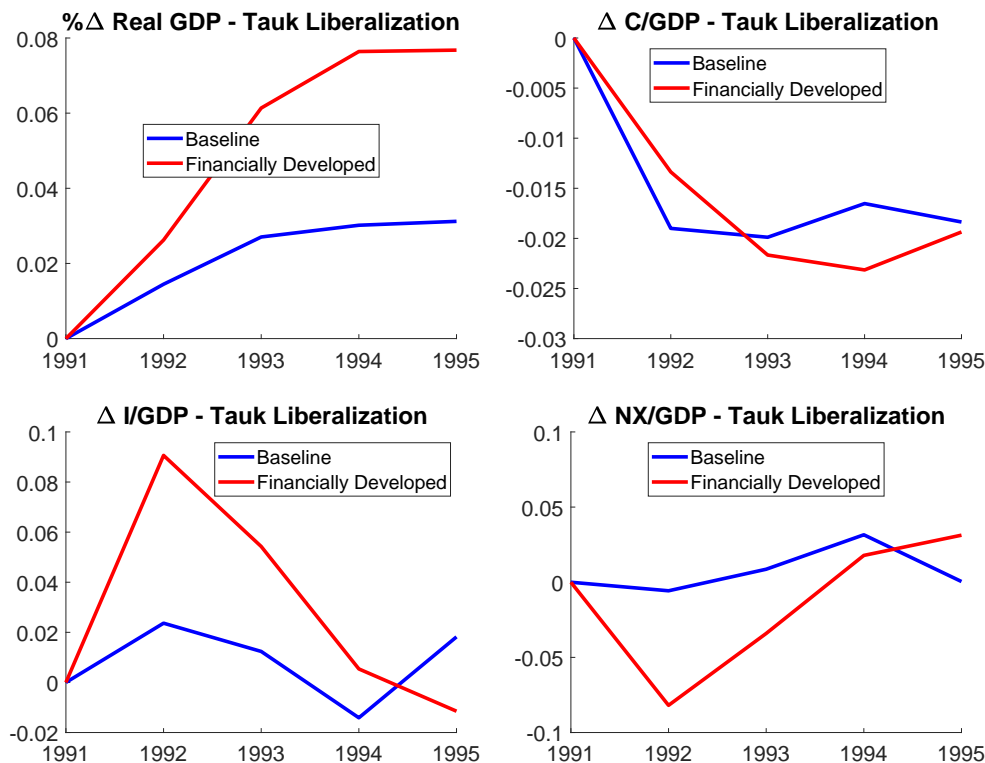 %Δ Real GDP - Tauk Liberalization
0.08
0.06
0.04
0.02
0
Baseline
Financially Developed
1991 1992 1993 1994 1995
Δ C/GDP - Tauk Liberalization
0
-0.005
-0.01
-0.015
-0.02
-0.025
-0.03
Baseline
Financially Developed
1991 1992 1993 1994 1995
Δ I/GDP - Tauk Liberalization
0.1
0.08
0.06
0.04
0.02
0
-0.02
Baseline
Financially Developed
1991 1992 1993 1994 1995
Δ NX/GDP - Tauk Liberalization
0.1
0.05
0
-0.05
-0.1
Baseline
Financially Developed
1991 1992 1993 1994 1995